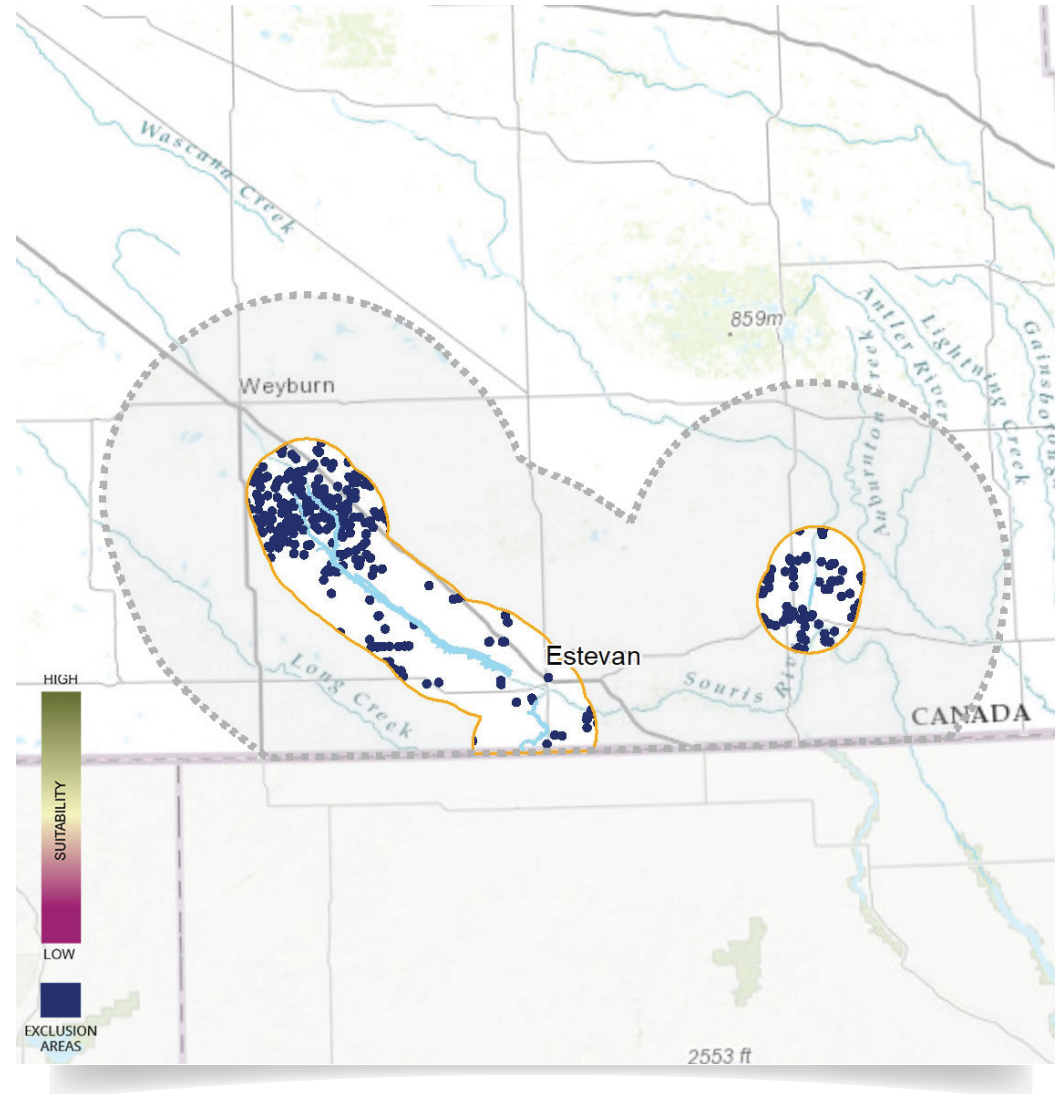 Wascana Creek
859m
Antler River
Lightning Creek
Auburnton Creek
Weyburn
Estevan
Long Creek
Souris
CANADA
HIGH
SUITABILITY
LOW
EXCLUSION
AREAS
2553 ft